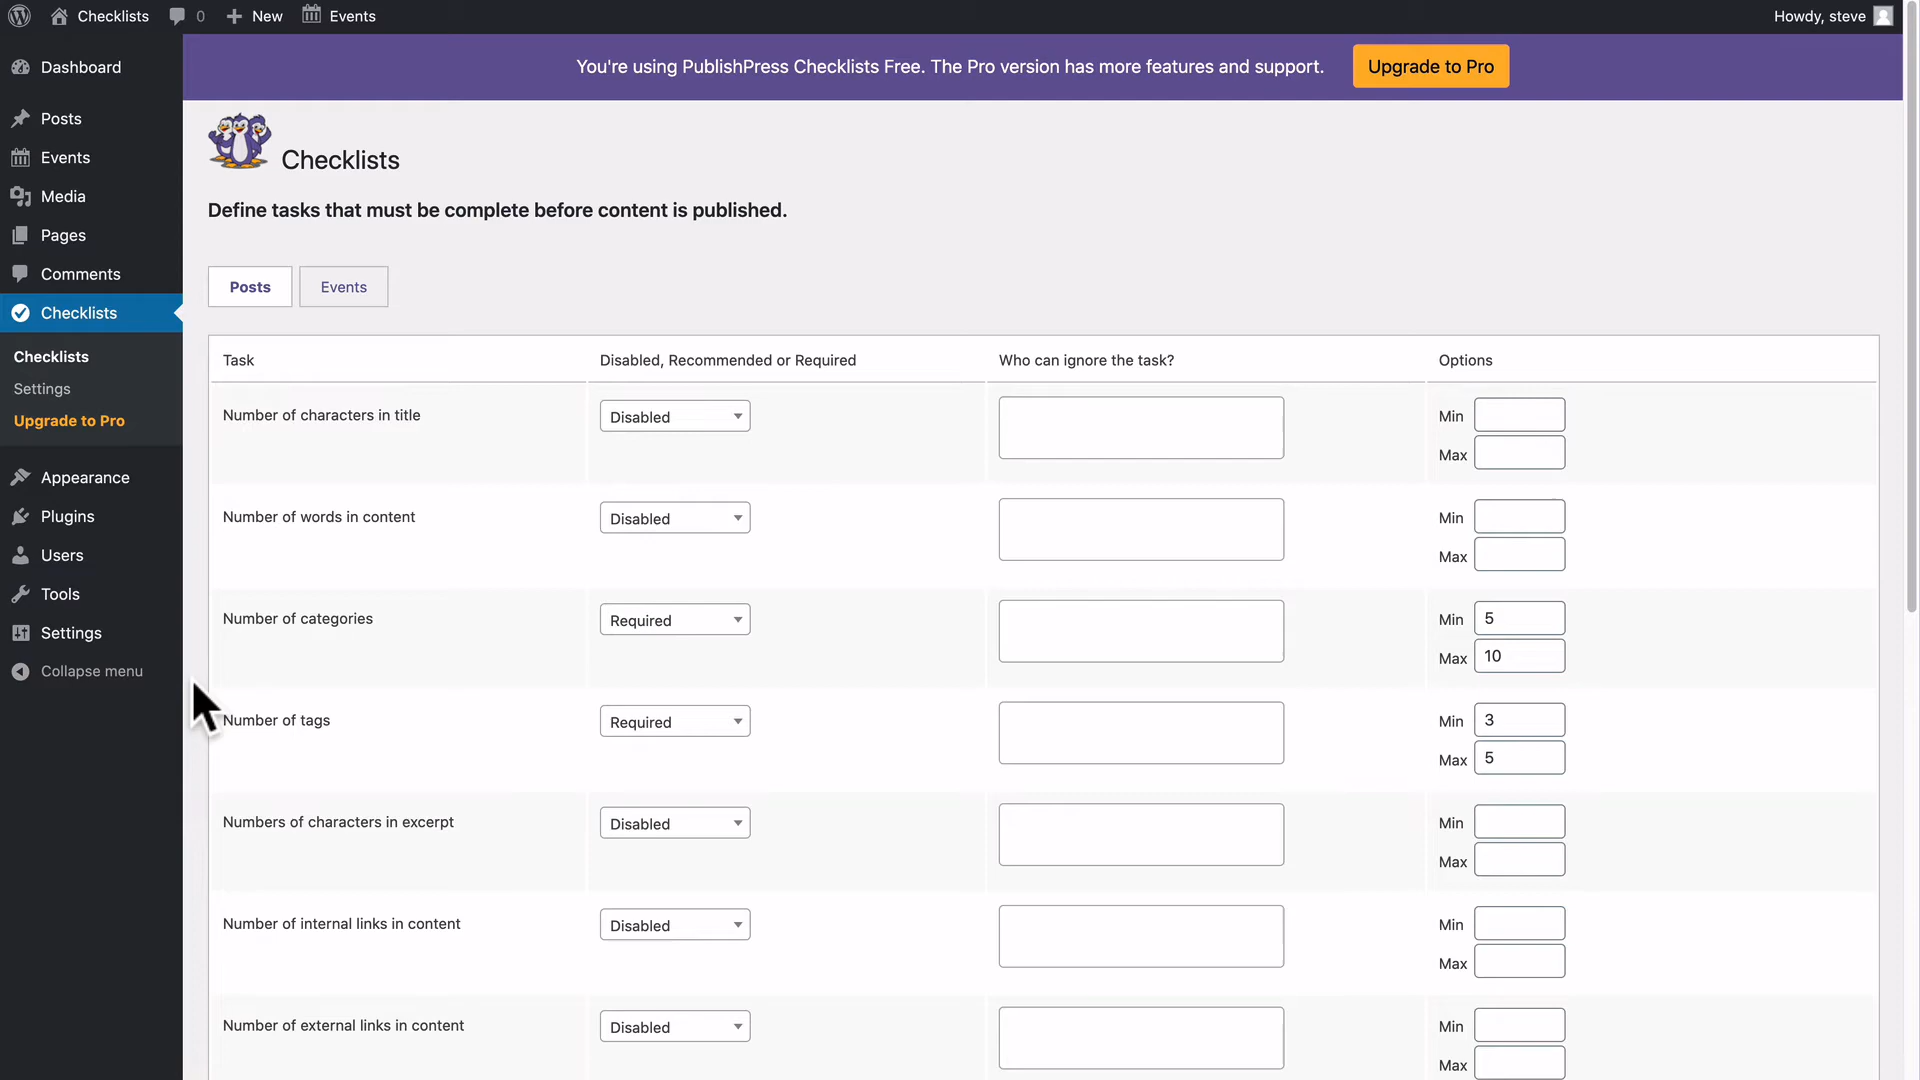 Checklists 0 New Events Howdy, steve
You're using PublishPress Checklists Free. The Pro version has more features and support. Upgrade to Pro
Dashboard
Posts
Events
Media
Pages
Comments
Checklists
Checklists
Settings
Upgrade to Pro
Appearance
Plugins
Users
Tools
Settings
Collapse menu
Checklists
Define tasks that must be complete before content is published.
Posts Events
Task Disabled, Recommended or Required Who can ignore the task? Options
Number of characters in title Disabled Min
Max
Number of words in content Disabled Min
Max
Number of categories Required Min 5
Max 10
Number of tags Required Min 3
Max 5
Numbers of characters in excerpt Disabled Min
Max
Number of internal links in content Disabled Min
Max
Number of external links in content Disabled Min
Max